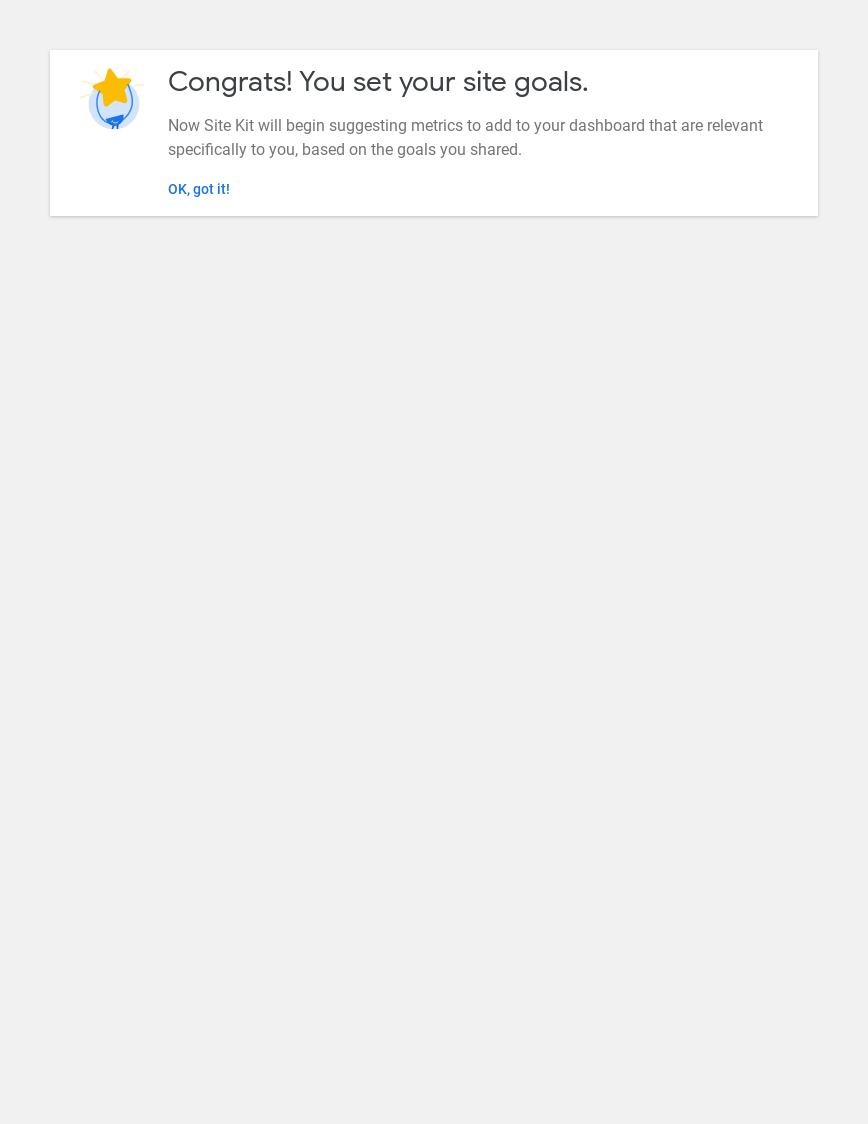 Congrats! You set your site goals.
Now Site Kit will begin suggesting metrics to add to your dashboard that are relevant
specifically to you, based on the goals you shared.
OK, got it!